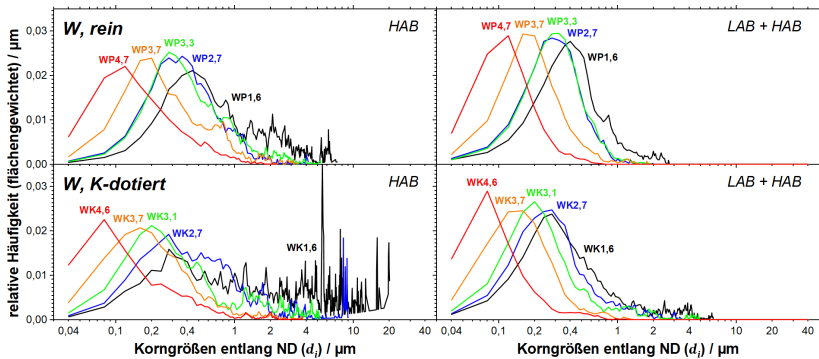 relative Häufigkeit (flächengewichtet) / µm
W, rein
HAB
0,03
0,02
0,01
0,00
WP4,7
WP3,7
WP3,3
WP2,7
WP1,6
LAB + HAB
WP4,7
WP3,7
WP3,3
WP2,7
WP1,6
W, K-dotiert
HAB
0,03
0,02
0,01
0,00
WK4,6
WK3,7
WK3,1
WK2,7
WK1,6
0,04 0,1 0,2 0,4 1 2 4 10 20 40
Korngrößen entlang ND (di) / µm
LAB + HAB
WK4,6
WK3,7
WK3,1
WK2,7
WK1,6
0,04 0,1 0,2 0,4 1 2 4 10 20 40
Korngrößen entlang ND (di) / µm